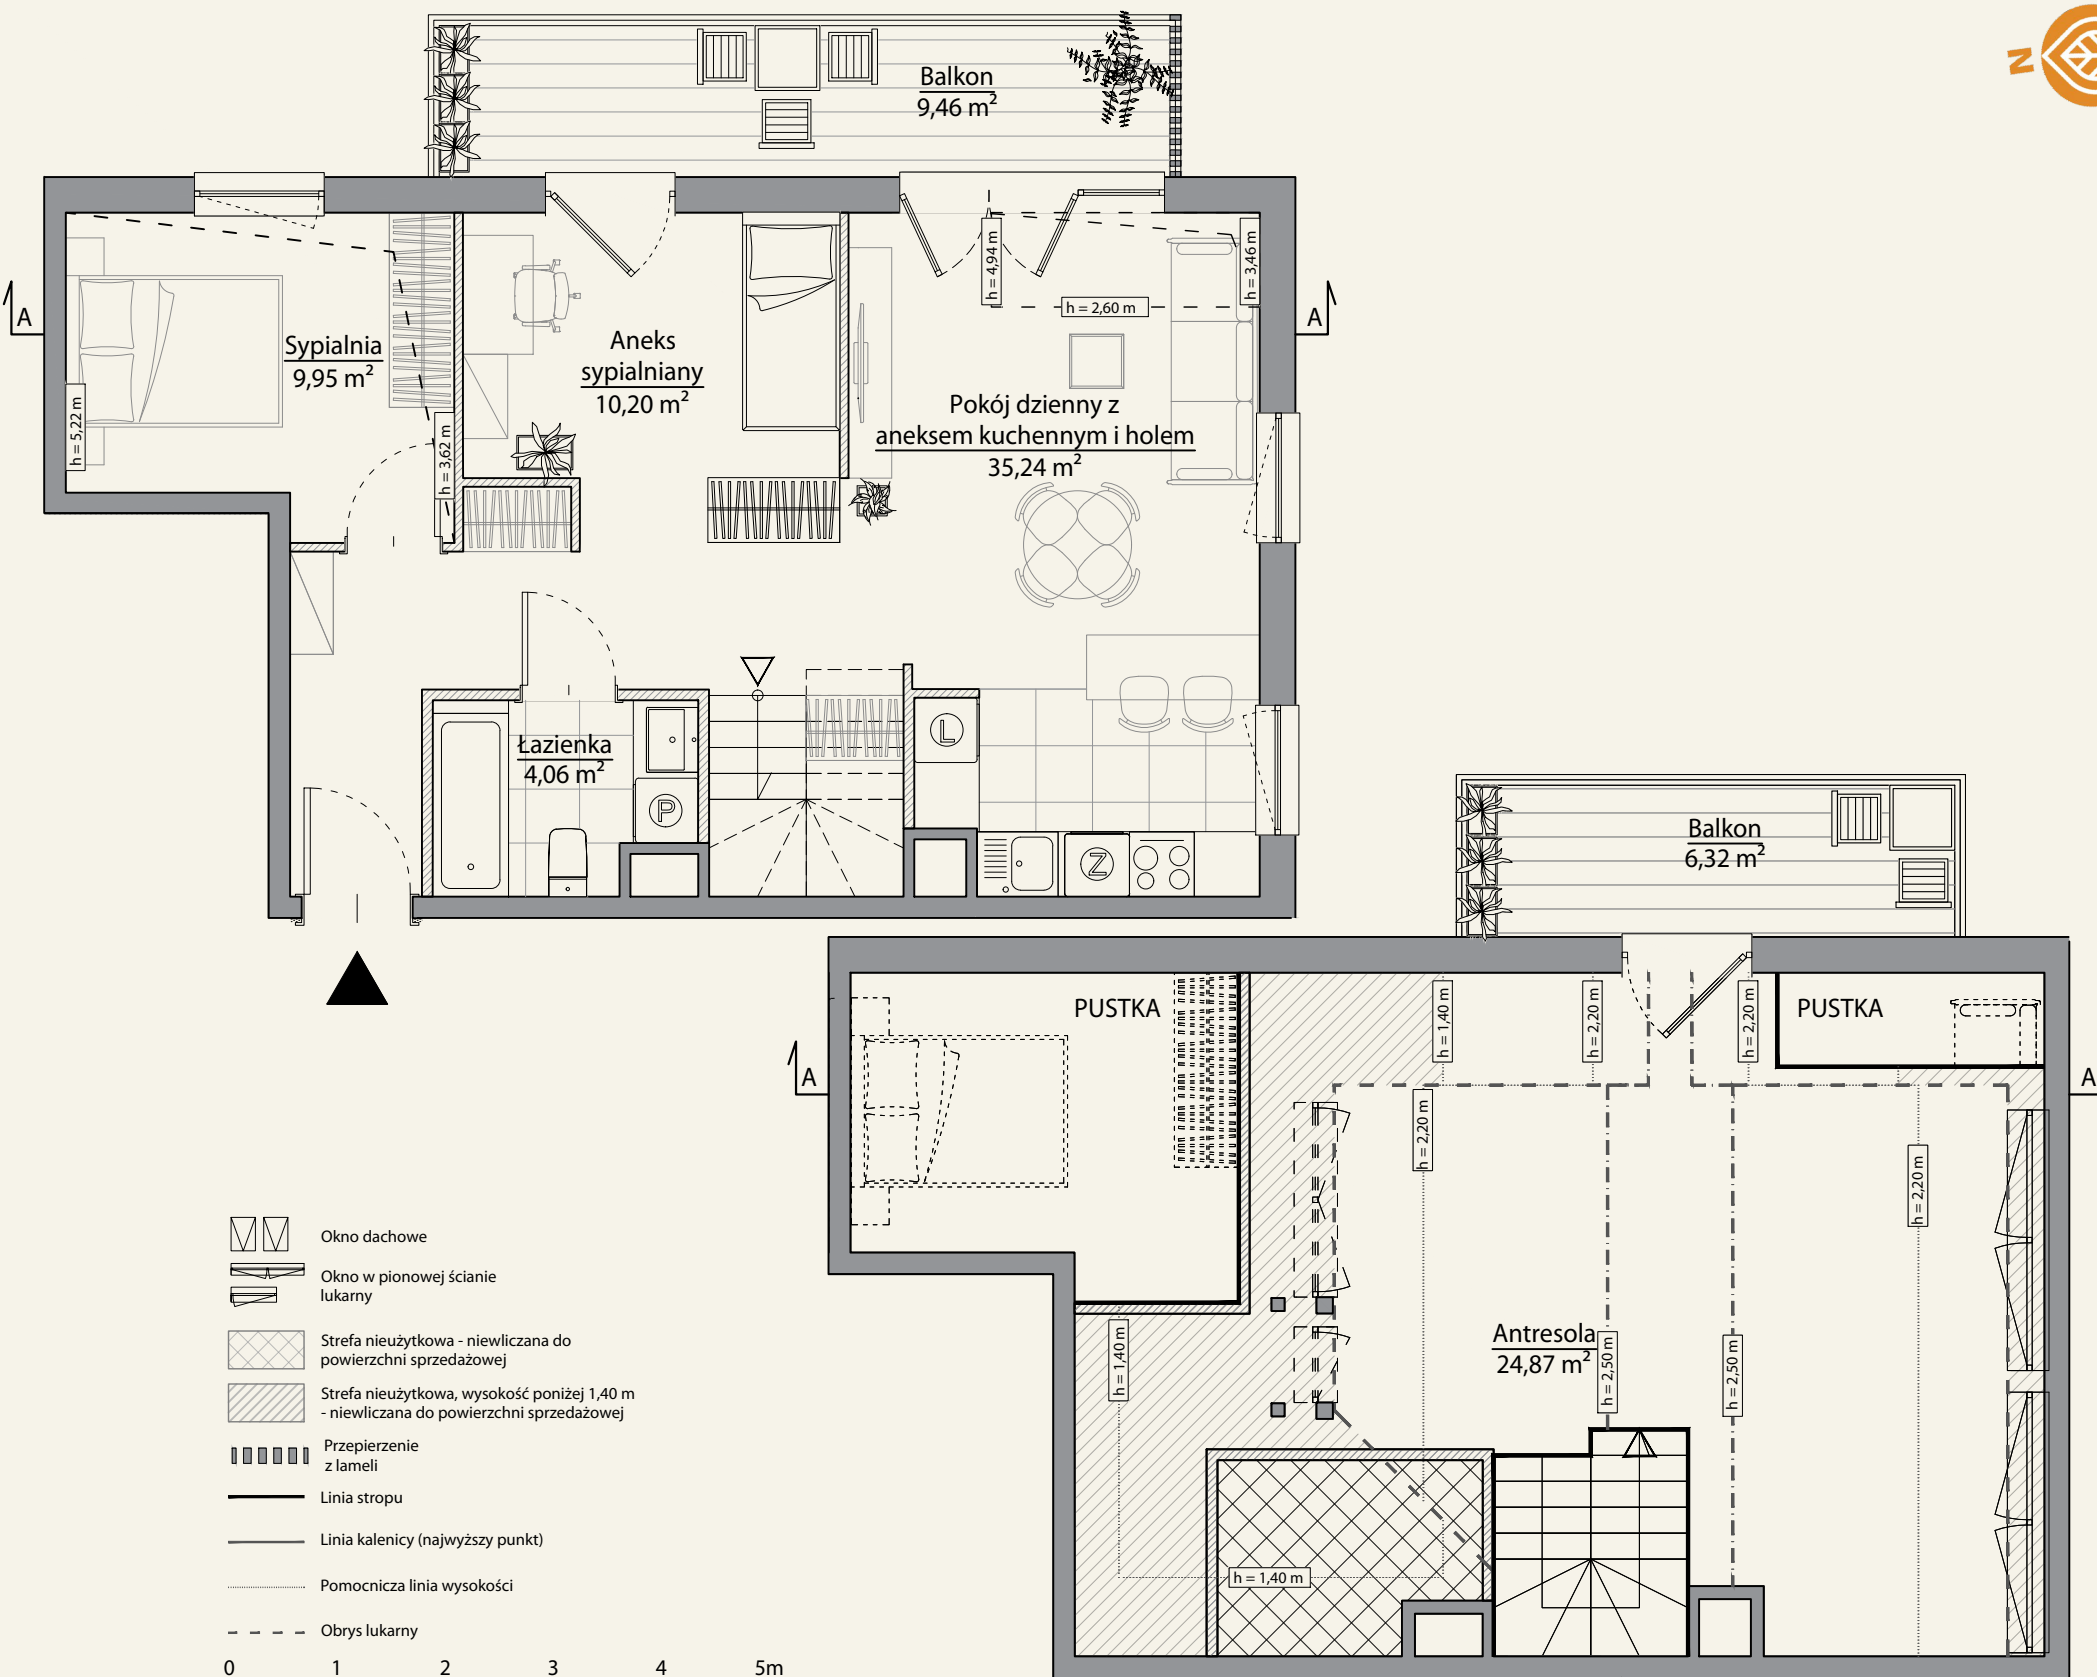 N
Balkon
9,46 m²
A
A
h = 4,94 m
h = 3,46 m
h = 2,60 m
Sypialnia
9,95 m²
Aneks
sypialniany
10,20 m²
h = 5,22 m
h = 3,62 m
Pokój dzienny z
aneksem kuchennym i holem
35,24 m²
Łazienka
4,06 m²
L
P
Z
Balkon
6,32 m²
PUSTKA
PUSTKA
h = 1,40 m
h = 2,20 m
h = 2,20 m
A
A
h = 2,20 m
h = 2,20 m
h = 1,40 m
Antresola
24,87 m²
h = 2,50 m
h = 2,50 m
h = 1,40 m
Okno dachowe
Okno w pionowej ścianie
lukarny
Strefa nieużytkowa - niewliczana do
powierzchni sprzedażowej
Strefa nieużytkowa, wysokość poniżej 1,40 m
- niewliczana do powierzchni sprzedażowej
Przepierzenie
z lameli
Linia stropu
Linia kalenicy (najwyższy punkt)
Pomocnicza linia wysokości
Obrys lukarny
0 1 2 3 4 5m